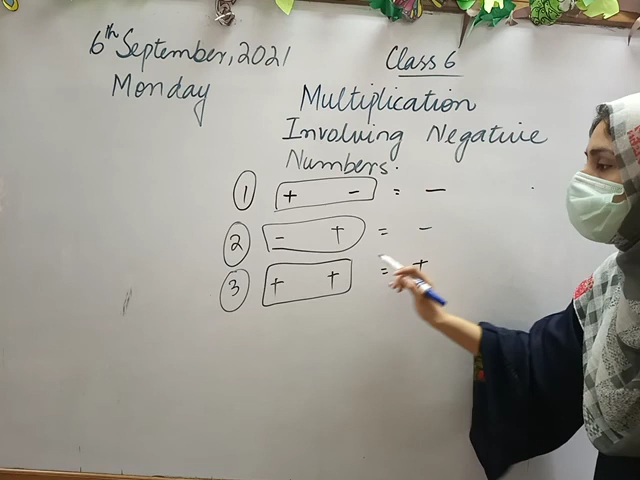 6th September, 2021
Monday
Class 6
Multiplication
Involving Negative
Numbers.
1 + - = -
2 - + = -
3 + + = +